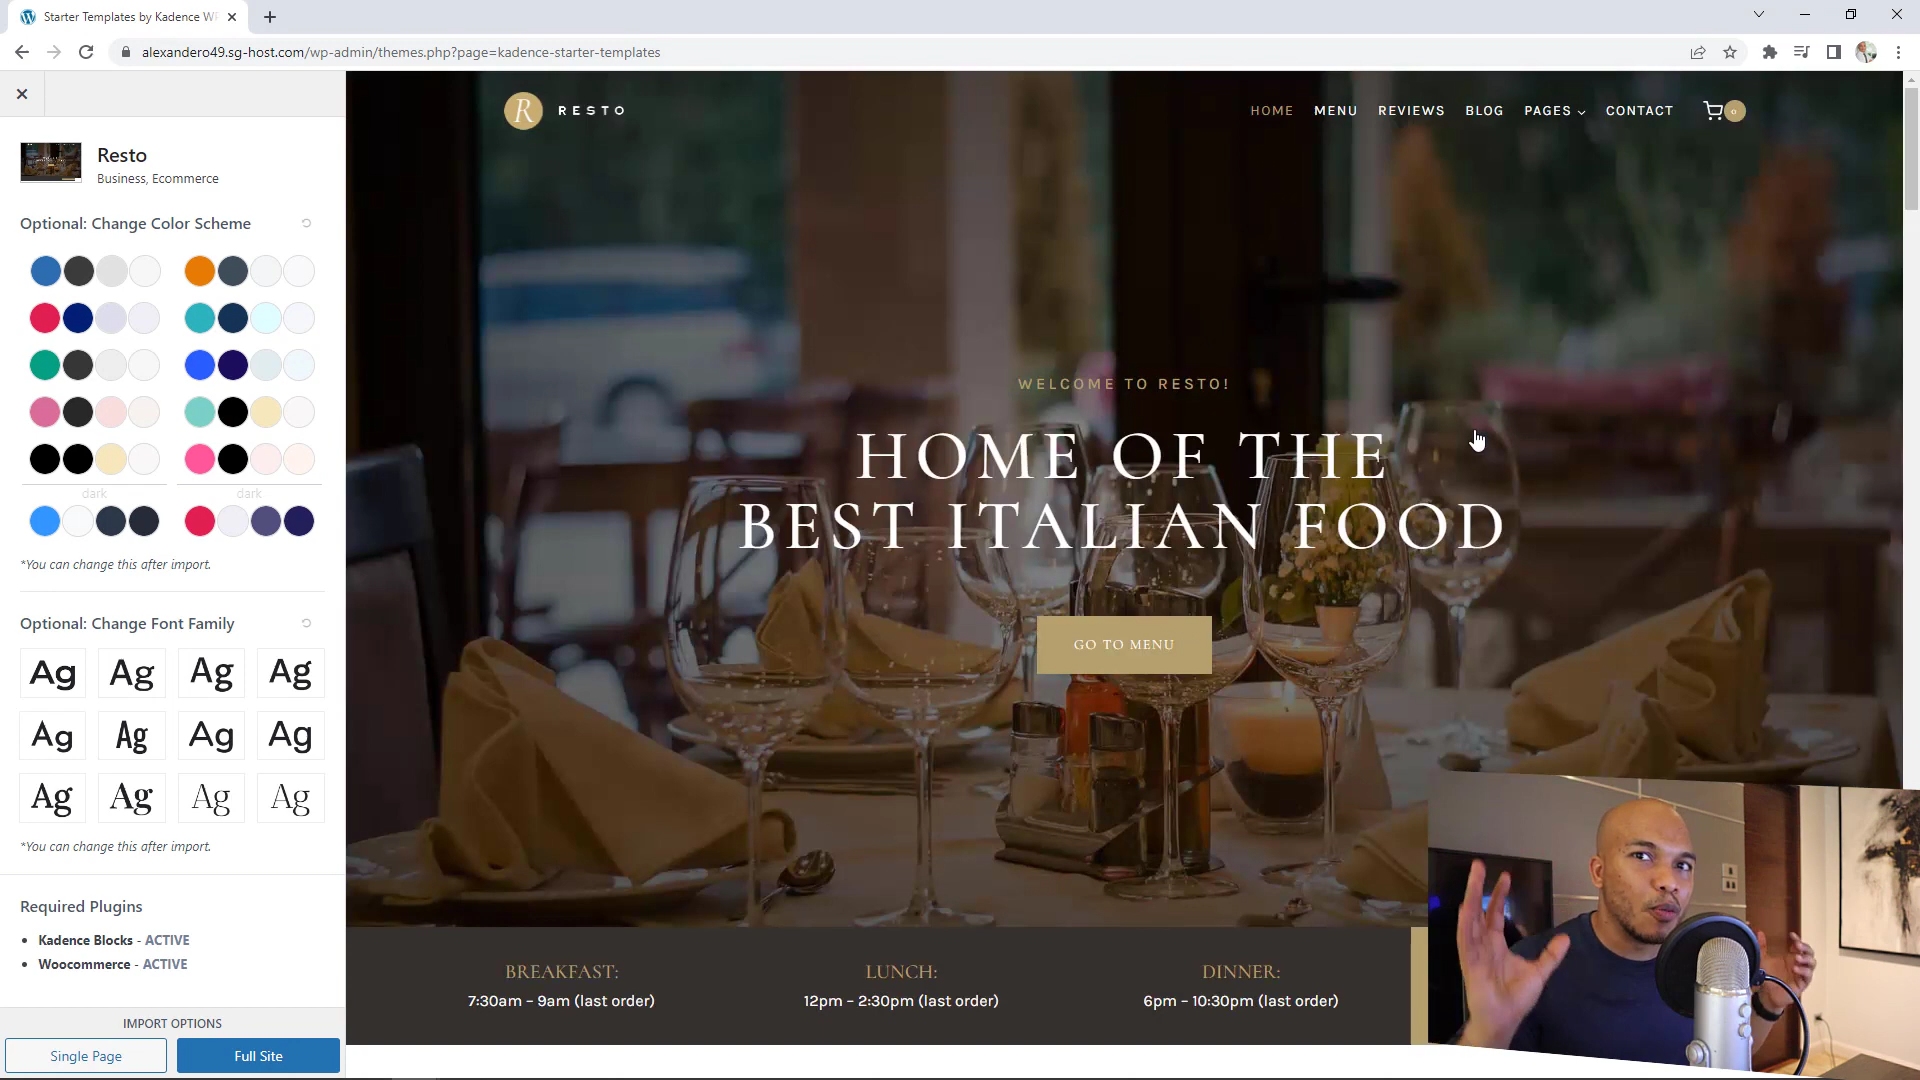 Starter Templates by Kadence W
alexandero49.sg-host.com/wp-admin/themes.php?page=kadence-starter-templates
Resto
Business, Ecommerce
Optional: Change Color Scheme
dark
dark
*You can change this after import.
Optional: Change Font Family
Ag Ag Ag Ag
Ag Ag Ag Ag
Ag Ag Ag Ag
*You can change this after import.
Required Plugins
Kadence Blocks - ACTIVE
Woocommerce - ACTIVE
IMPORT OPTIONS
Single Page
Full Site
R RESTO
HOME MENU REVIEWS BLOG PAGES CONTACT 0
WELCOME TO RESTO!
HOME OF THE
BEST ITALIAN FOOD
GO TO MENU
BREAKFAST:
7:30am – 9am (last order)
LUNCH:
12pm – 2:30pm (last order)
DINNER:
6pm – 10:30pm (last order)